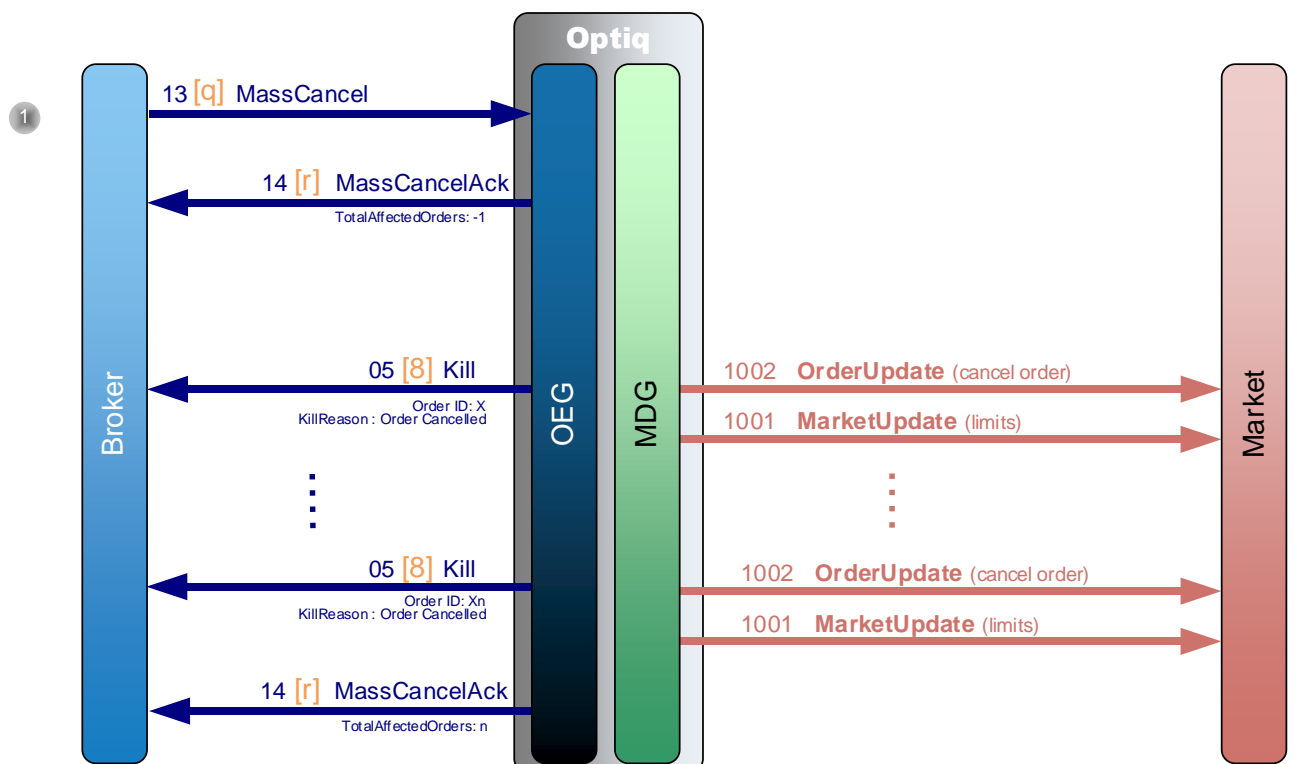 Optiq
1
13 [q] MassCancel
14 [r] MassCancelAck
TotalAffectedOrders: -1
05 [8] Kill
Order ID: X
KillReason : Order Cancelled
1002 OrderUpdate (cancel order)
1001 MarketUpdate (limits)
Broker
OEG
MDG
Market
05 [8] Kill
Order ID: Xn
KillReason : Order Cancelled
1002 OrderUpdate (cancel order)
1001 MarketUpdate (limits)
14 [r] MassCancelAck
TotalAffectedOrders: n